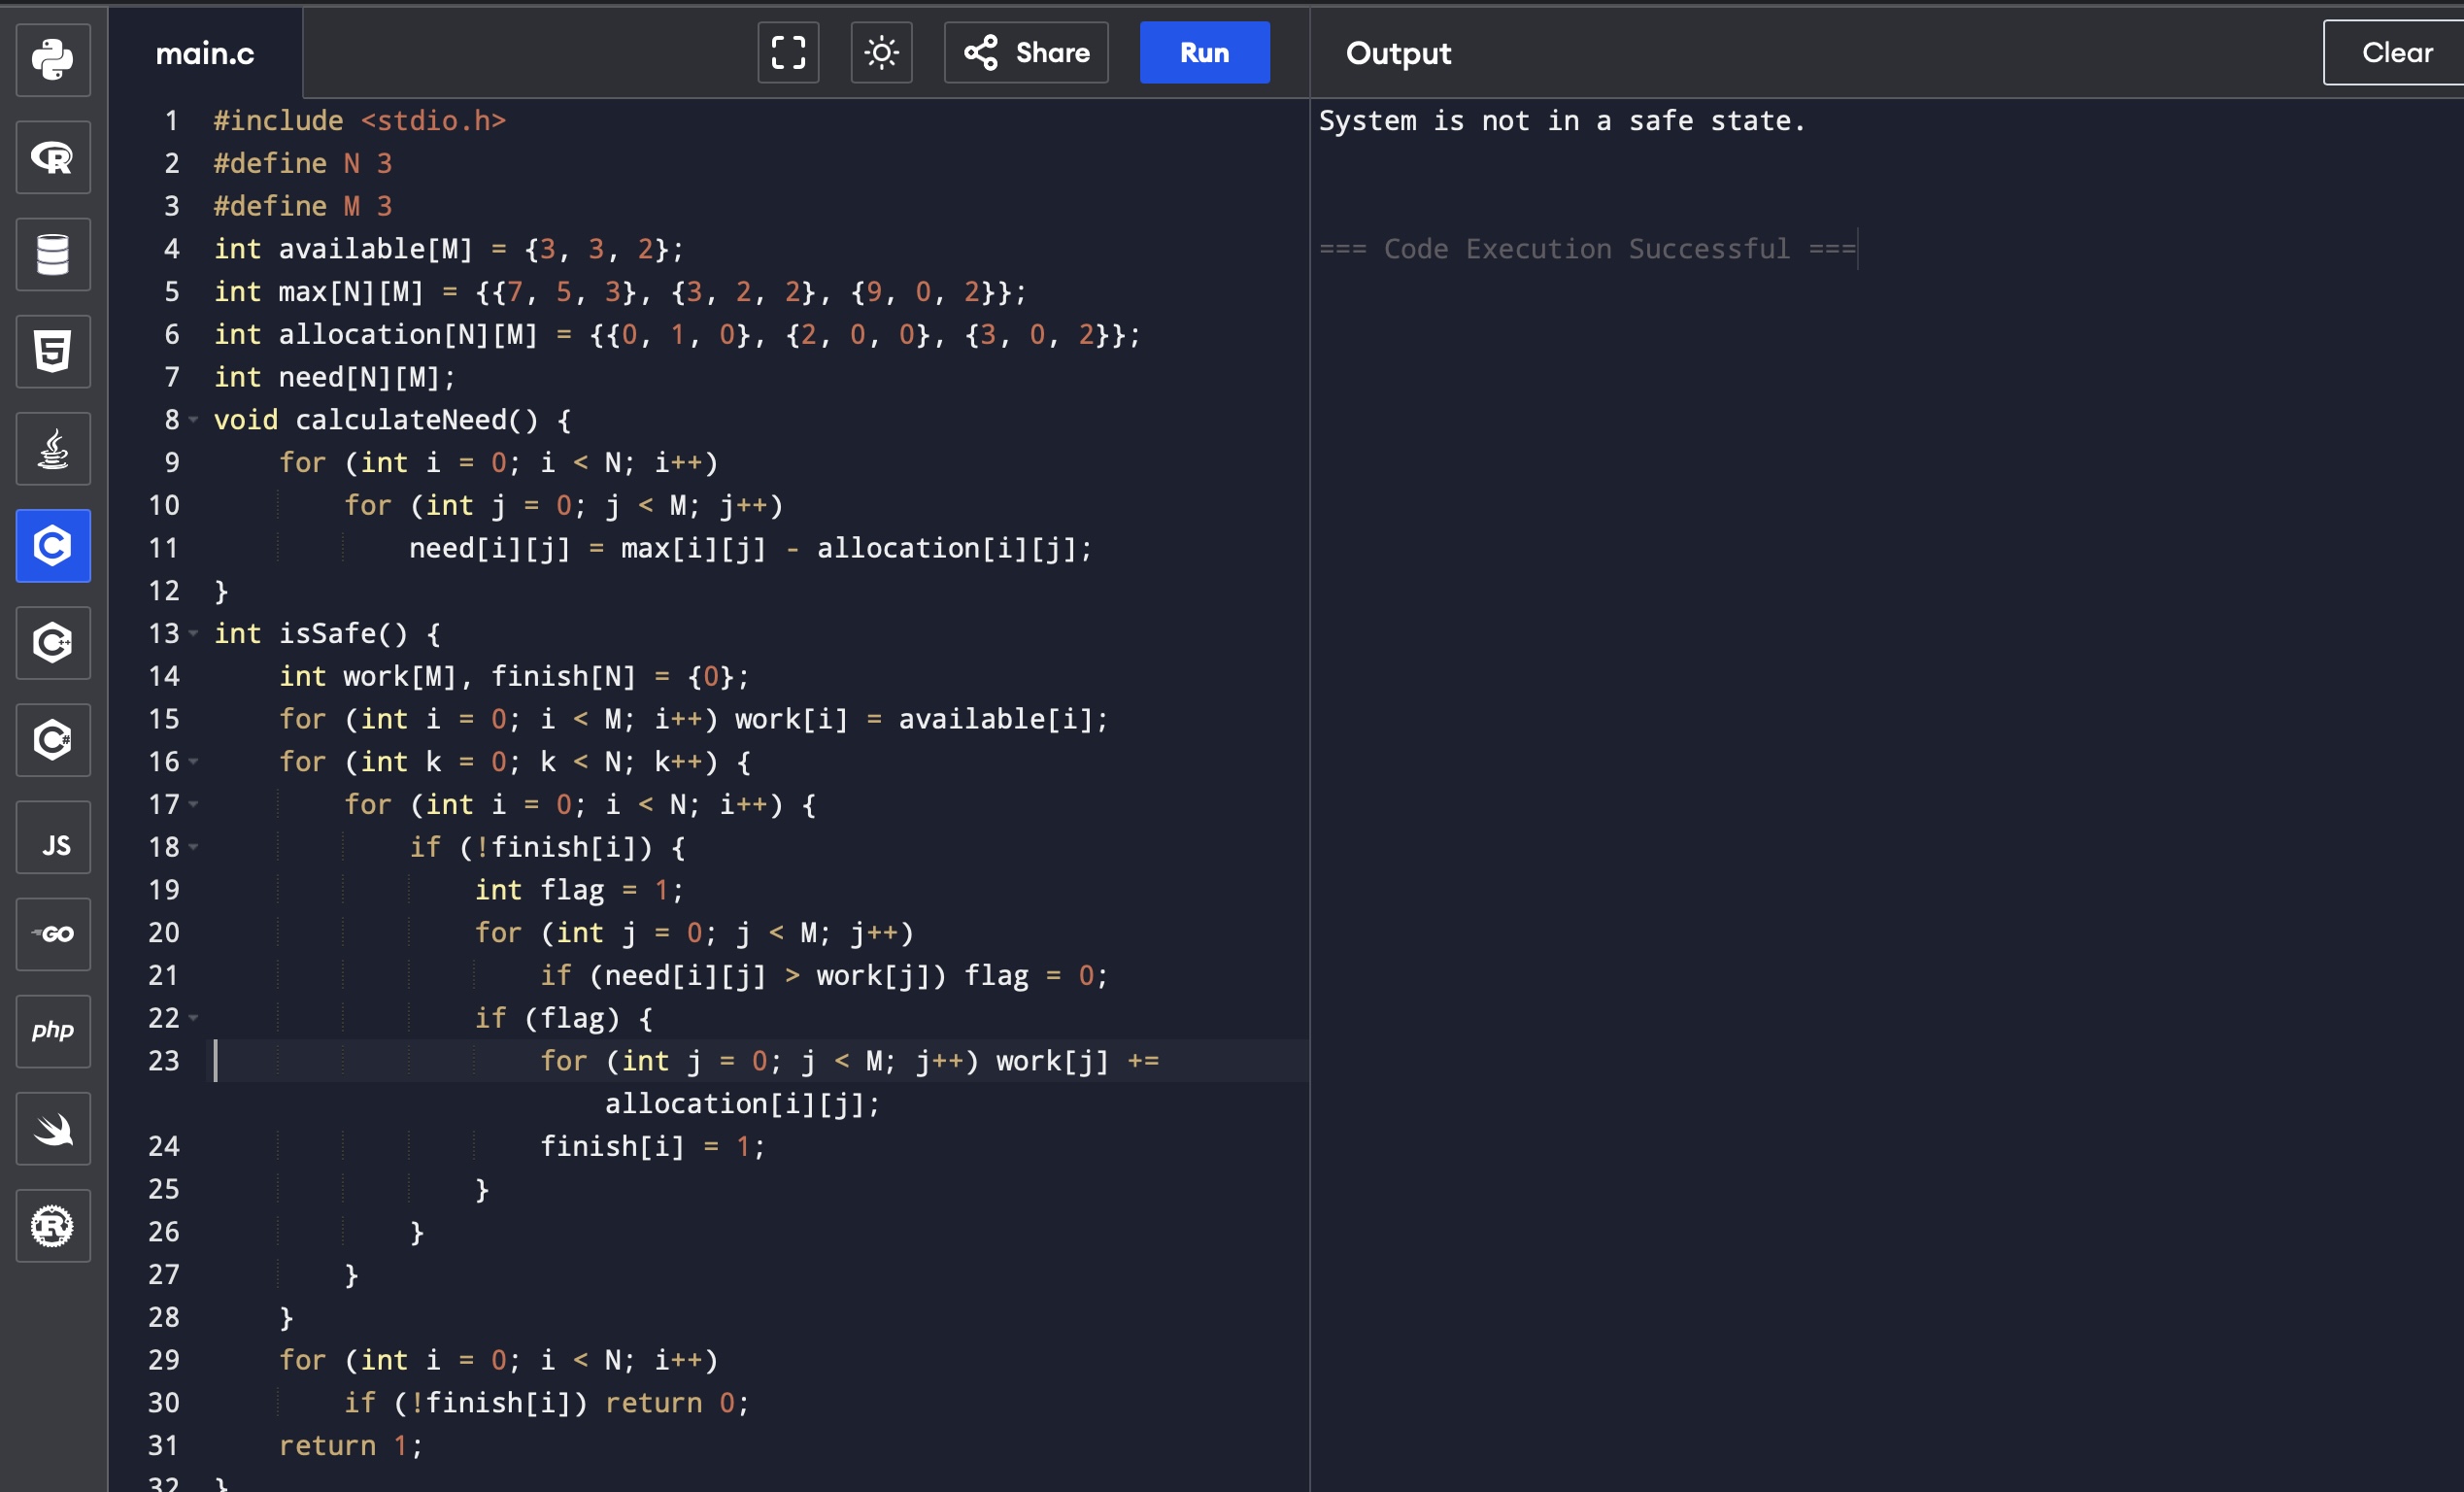 main.c
Share
Run
Output
Clear
1 #include <stdio.h>
2 #define N 3
3 #define M 3
4 int available[M] = {3, 3, 2};
5 int max[N][M] = {{7, 5, 3}, {3, 2, 2}, {9, 0, 2}};
6 int allocation[N][M] = {{0, 1, 0}, {2, 0, 0}, {3, 0, 2}};
7 int need[N][M];
8 void calculateNeed() {
9     for (int i = 0; i < N; i++)
10         for (int j = 0; j < M; j++)
11             need[i][j] = max[i][j] - allocation[i][j];
12 }
13 int isSafe() {
14     int work[M], finish[N] = {0};
15     for (int i = 0; i < M; i++) work[i] = available[i];
16     for (int k = 0; k < N; k++) {
17         for (int i = 0; i < N; i++) {
18             if (!finish[i]) {
19                 int flag = 1;
20                 for (int j = 0; j < M; j++)
21                     if (need[i][j] > work[j]) flag = 0;
22                 if (flag) {
23                     for (int j = 0; j < M; j++) work[j] +=
                        allocation[i][j];
24                     finish[i] = 1;
25                 }
26             }
27         }
28     }
29     for (int i = 0; i < N; i++)
30         if (!finish[i]) return 0;
31     return 1;
32 }
System is not in a safe state.
=== Code Execution Successful ===
R
5
C
C++
C#
JS
GO
php
R